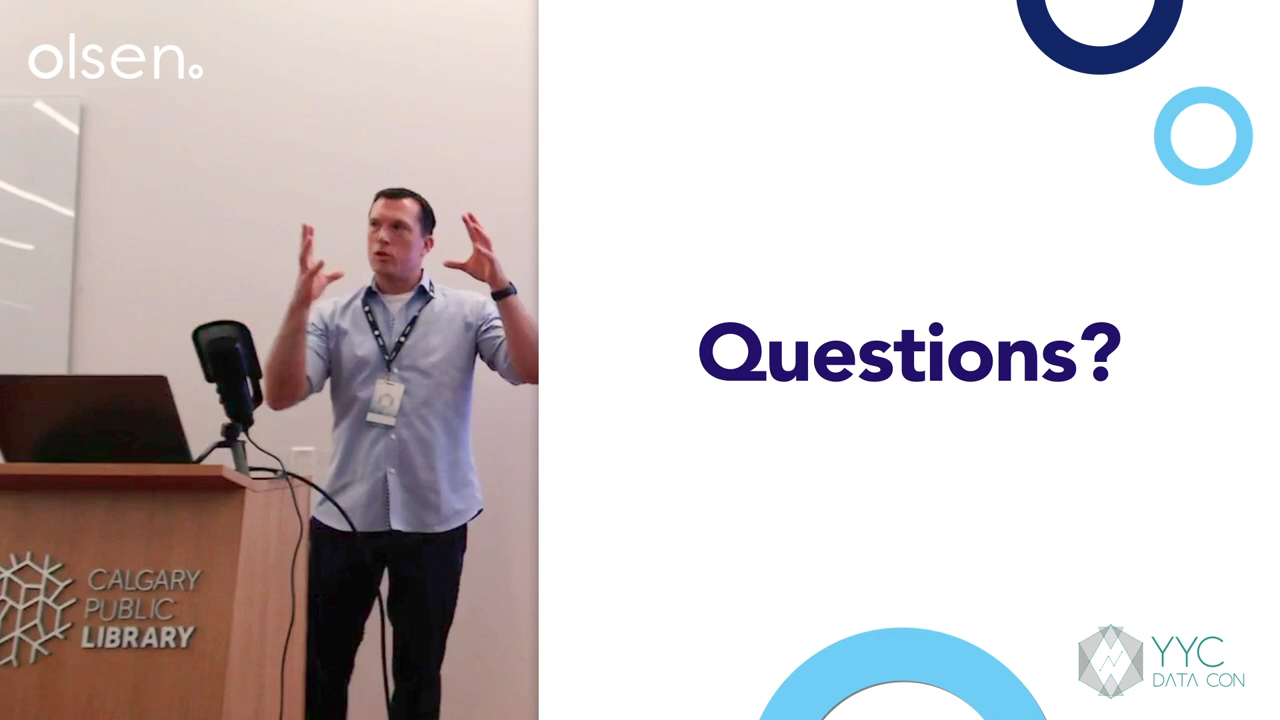 olsen.
Questions?
CALGARY
PUBLIC
LIBRARY
YYC
DATA CON